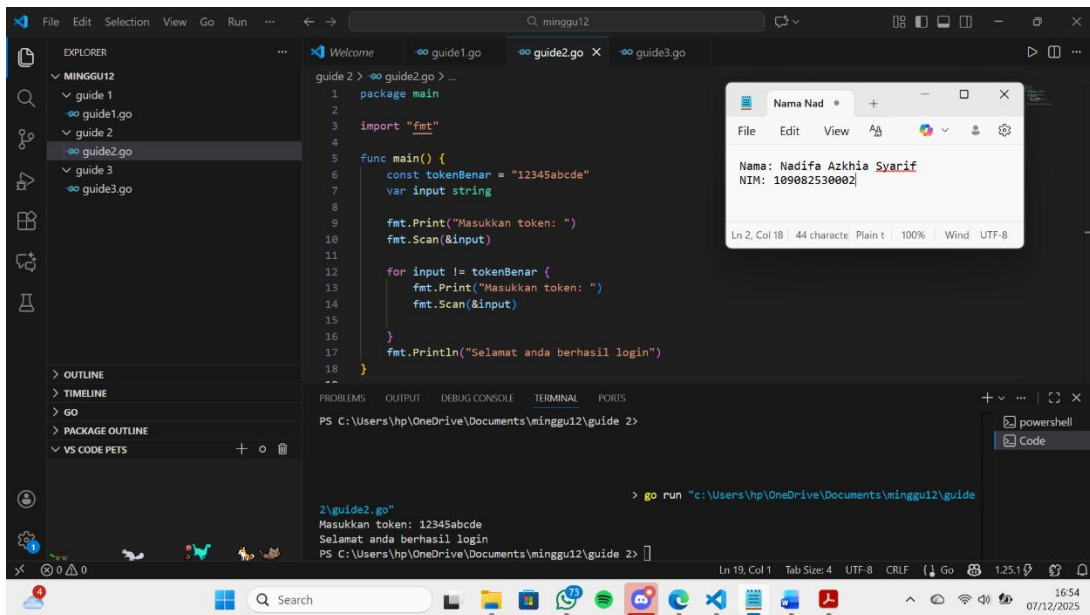 File Edit Selection View Go Run ... minggu12
EXPLORER ...
MINGGU12
guide 1
guide1.go
guide 2
guide2.go
guide 3
guide3.go
OUTLINE
TIMELINE
GO
PACKAGE OUTLINE
VS CODE PETS
Welcome guide1.go guide2.go guide3.go
guide 2 > guide2.go > ...
1 package main
2
3 import "fmt"
4
5 func main() {
6 const tokenBenar = "12345abcde"
7 var input string
8
9 fmt.Print("Masukkan token: ")
10 fmt.Scan(&input)
11
12 for input != tokenBenar {
13 fmt.Print("Masukkan token: ")
14 fmt.Scan(&input)
15
16 }
17 fmt.Println("Selamat anda berhasil login")
18 }
19
Nama Nad
File Edit View
Nama: Nadifa Azkhia Syarif
NIM: 109082530002
Ln 2, Col 18 44 characte Plain t 100% Wind UTF-8
PROBLEMS OUTPUT DEBUG CONSOLE TERMINAL PORTS
powershell
Code
PS C:\Users\hp\OneDrive\Documents\minggu12\guide 2>
> go run "c:\Users\hp\OneDrive\Documents\minggu12\guide
2\guide2.go"
Masukkan token: 12345abcde
Selamat anda berhasil login
PS C:\Users\hp\OneDrive\Documents\minggu12\guide 2>
0 0 Ln 19, Col 1 Tab Size: 4 UTF-8 CRLF Go 1.25.1
Search
73
16:54
07/12/2025